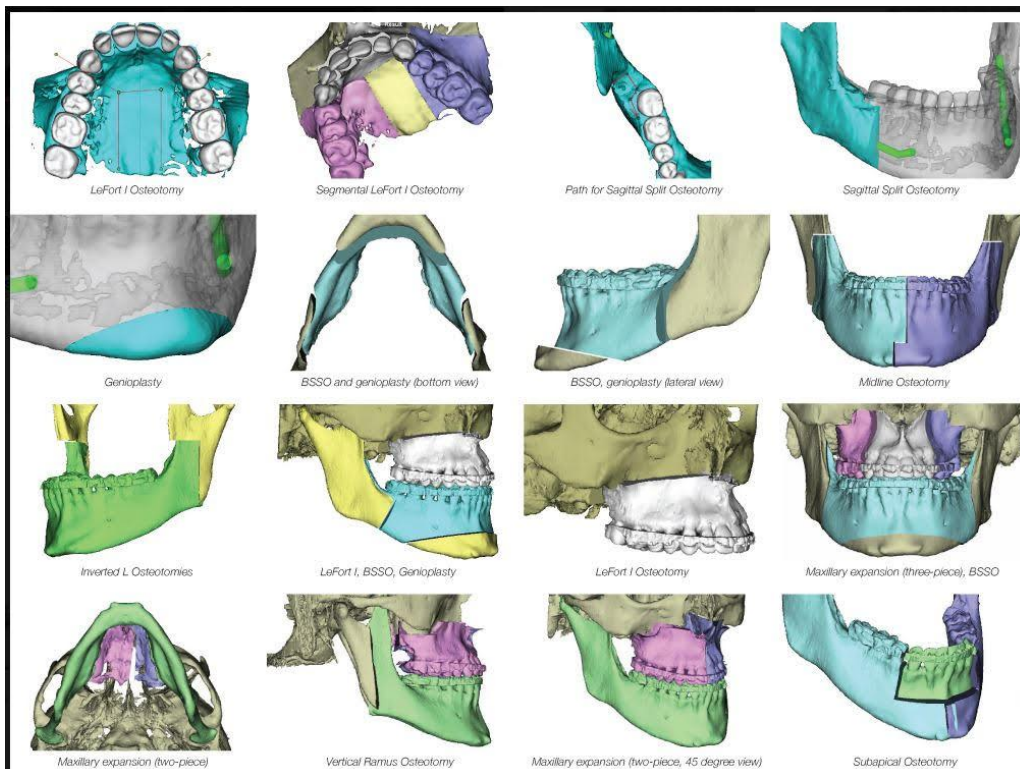 LeFort I Osteotomy
Segmental LeFort I Osteotomy
Path for Sagittal Split Osteotomy
Sagittal Split Osteotomy
Genioplasty
BSSO and genioplasty (bottom view)
BSSO, genioplasty (lateral view)
Midline Osteotomy
Inverted L Osteotomies
LeFort I, BSSO, Genioplasty
LeFort I Osteotomy
Maxillary expansion (three-piece), BSSO
Maxillary expansion (two-piece)
Vertical Ramus Osteotomy
Maxillary expansion (two-piece, 45 degree view)
Subapical Osteotomy